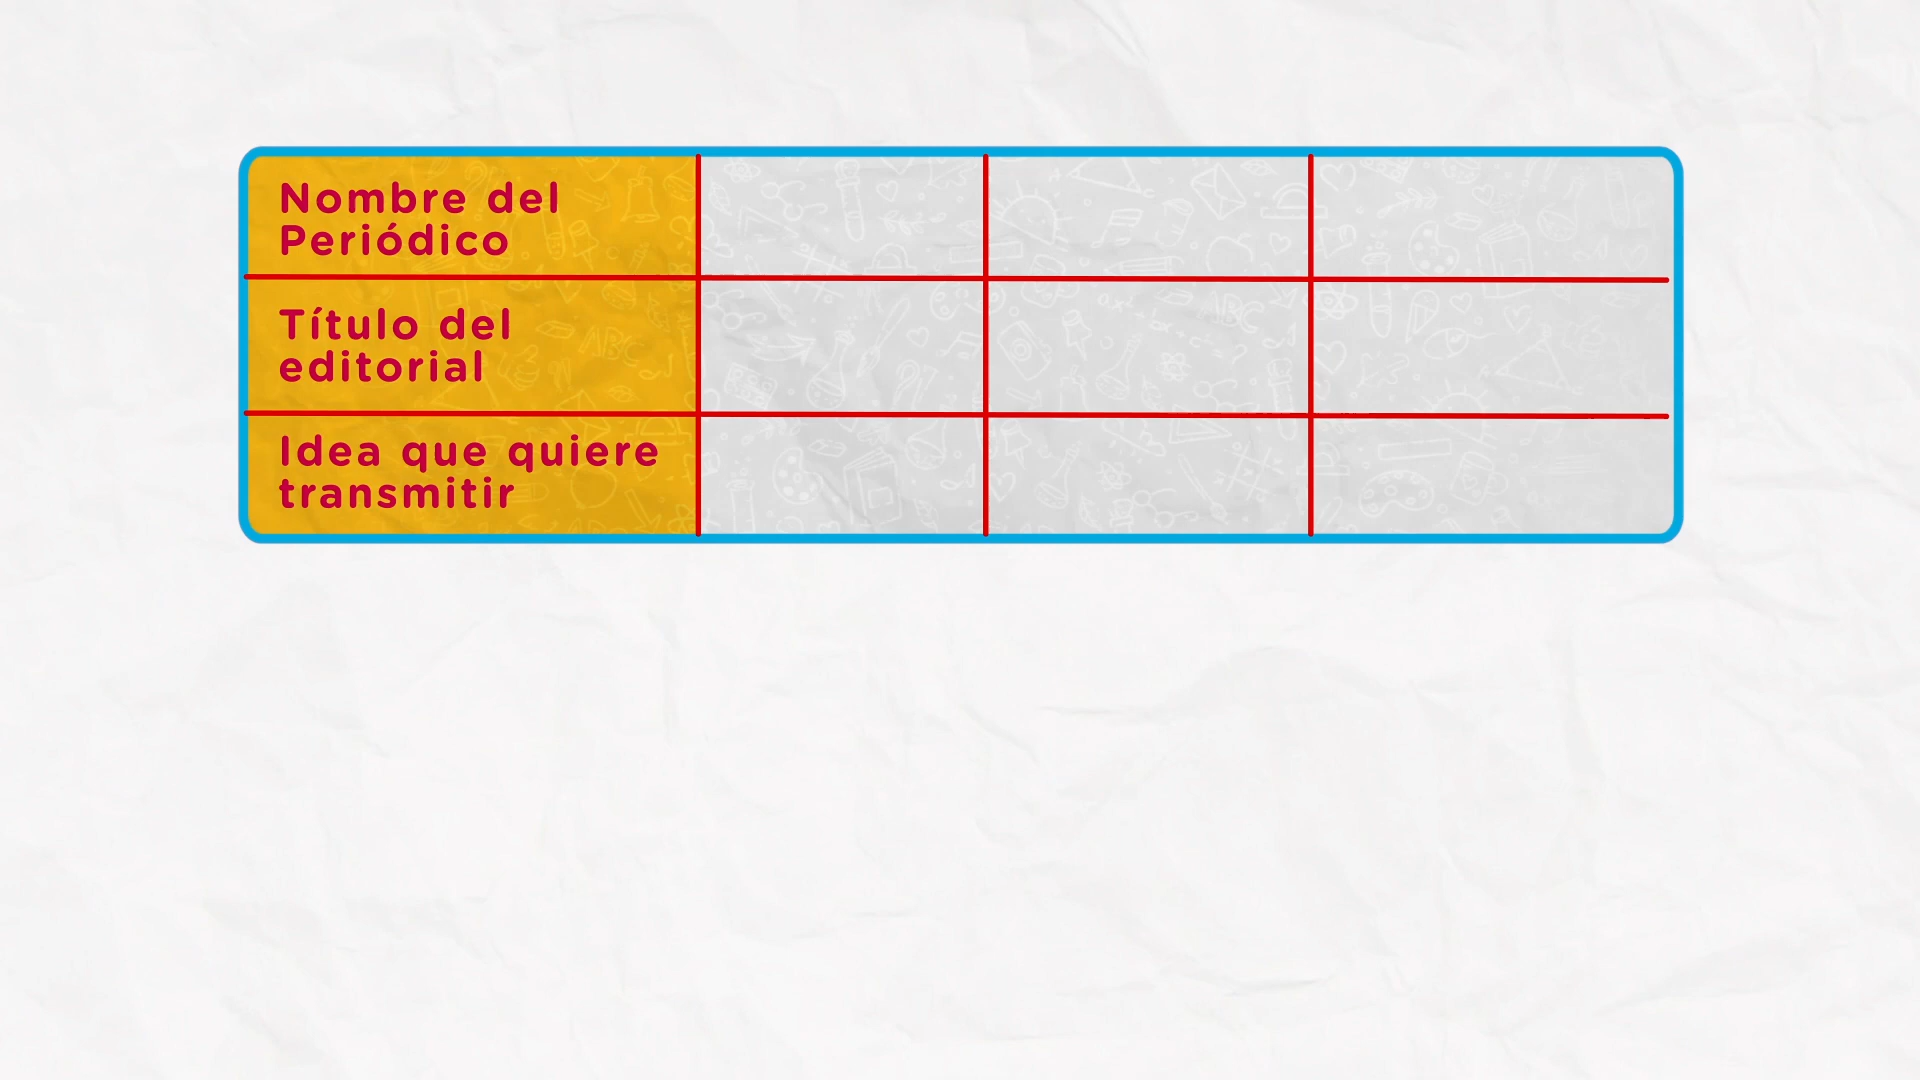 Nombre del
Periódico
Título del
editorial
Idea que quiere
transmitir